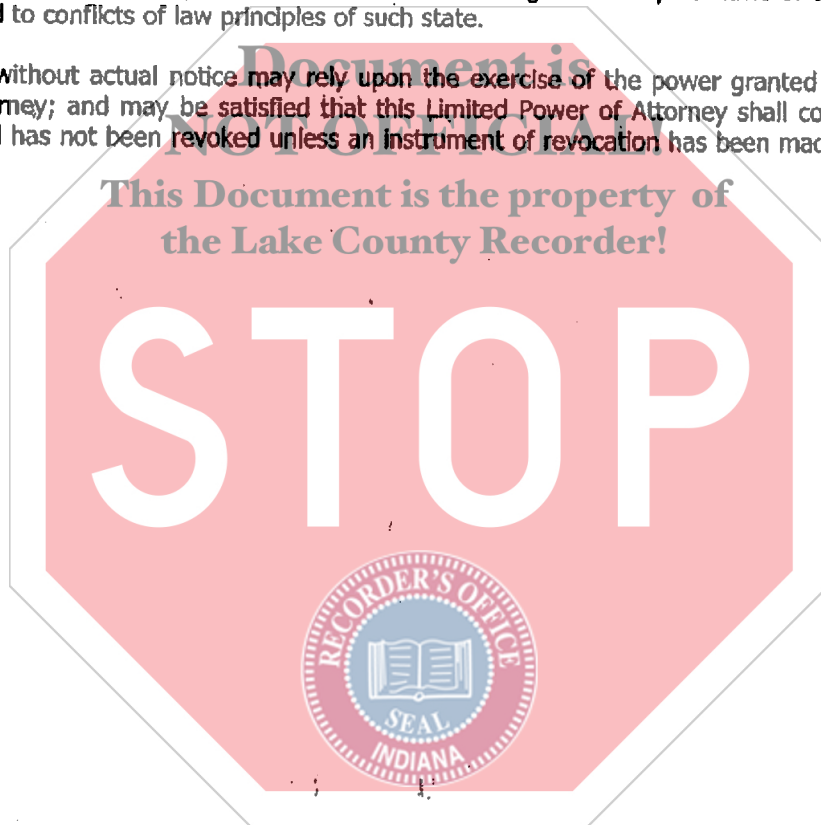 to conflicts of law principles of such state.
Document is
without actual notice may rely upon the exercise of the power granted
rney; and may be satisfied that this Limited Power of Attorney shall co
NOT OFFICIAL!
has not been revoked unless an instrument of revocation has been mad
This Document is the property of
the Lake County Recorder!
STOP
RECORDER'S OFFICE
SEAL
INDIANA